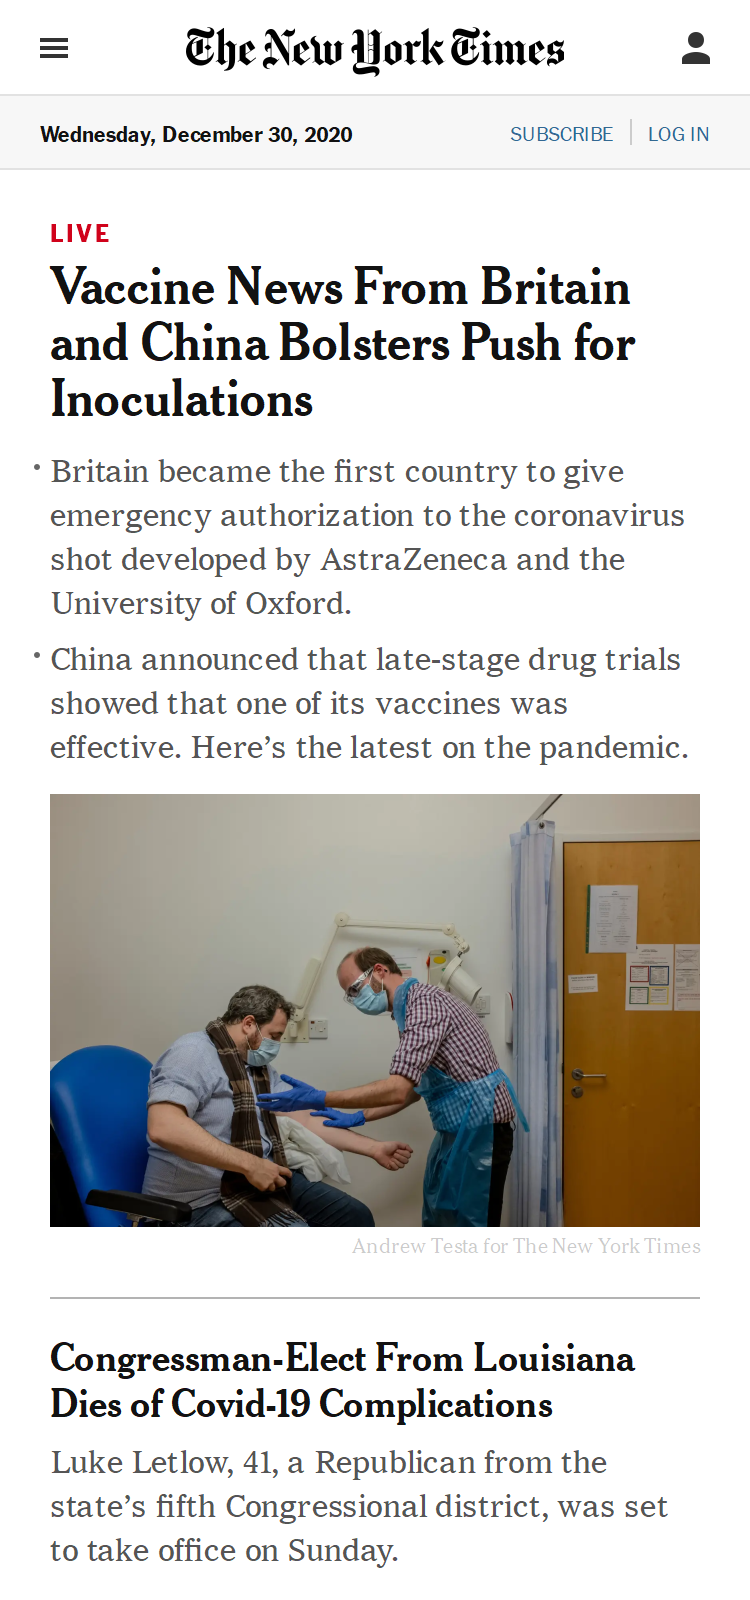 The New York Times
Wednesday, December 30, 2020
SUBSCRIBE
LOG IN
LIVE
Vaccine News From Britain
and China Bolsters Push for
Inoculations
• Britain became the first country to give
emergency authorization to the coronavirus
shot developed by AstraZeneca and the
University of Oxford.
• China announced that late-stage drug trials
showed that one of its vaccines was
effective. Here’s the latest on the pandemic.
Andrew Testa for The New York Times
Congressman-Elect From Louisiana
Dies of Covid-19 Complications
Luke Letlow, 41, a Republican from the
state’s fifth Congressional district, was set
to take office on Sunday.